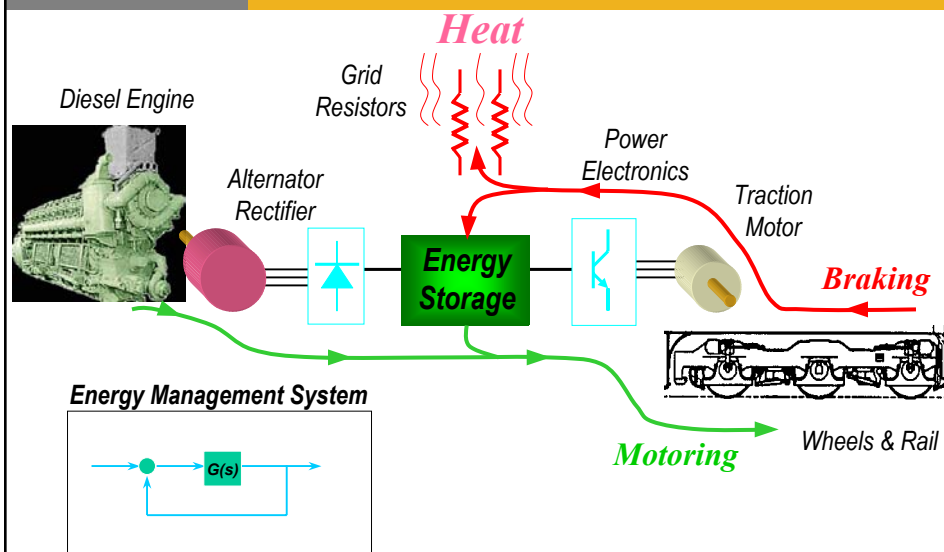 Heat
Grid
Resistors
Diesel Engine
Power
Electronics
Alternator
Rectifier
Traction
Motor
Energy
Storage
Braking
Energy Management System
G(s)
Motoring
Wheels & Rail